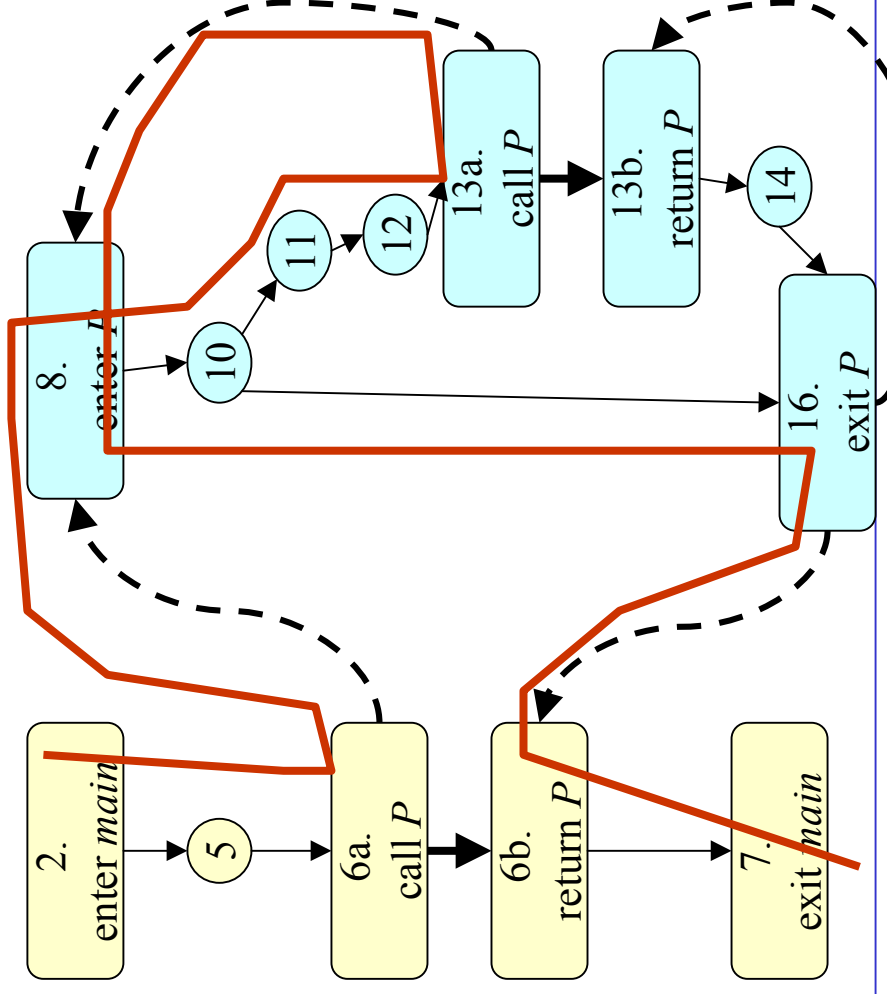 2.
enter main
5
6a.
call P
6b.
return P
7.
exit main
8.
enter P
10
11
12
13a.
call P
13b.
return P
14
16.
exit P